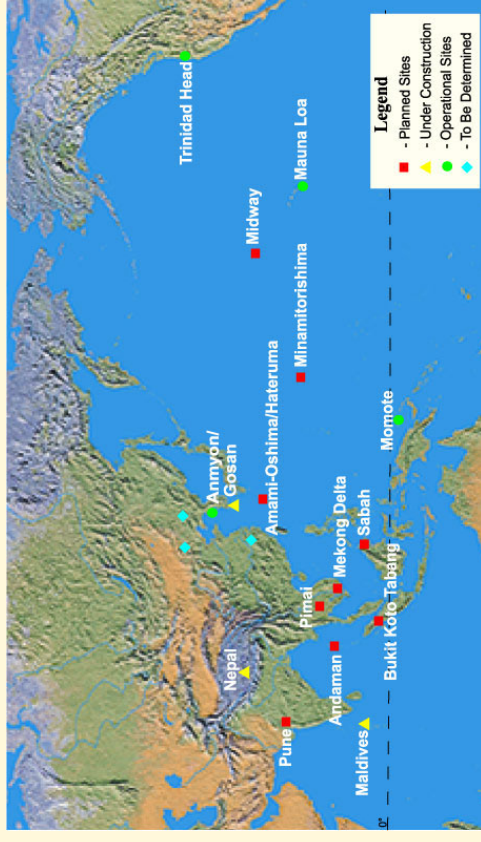 Trinidad Head
Mauna Loa
Midway
Minamitorishima
Anmyon/
Gosan
Amami-Oshima/Hateruma
Momote
Mekong Delta
Sabah
Pimai
Bukit Koto Tabang
Nepal
Andaman
Pune
Maldives
0°
Legend
- Planned Sites
- Under Construction
- Operational Sites
- To Be Determined